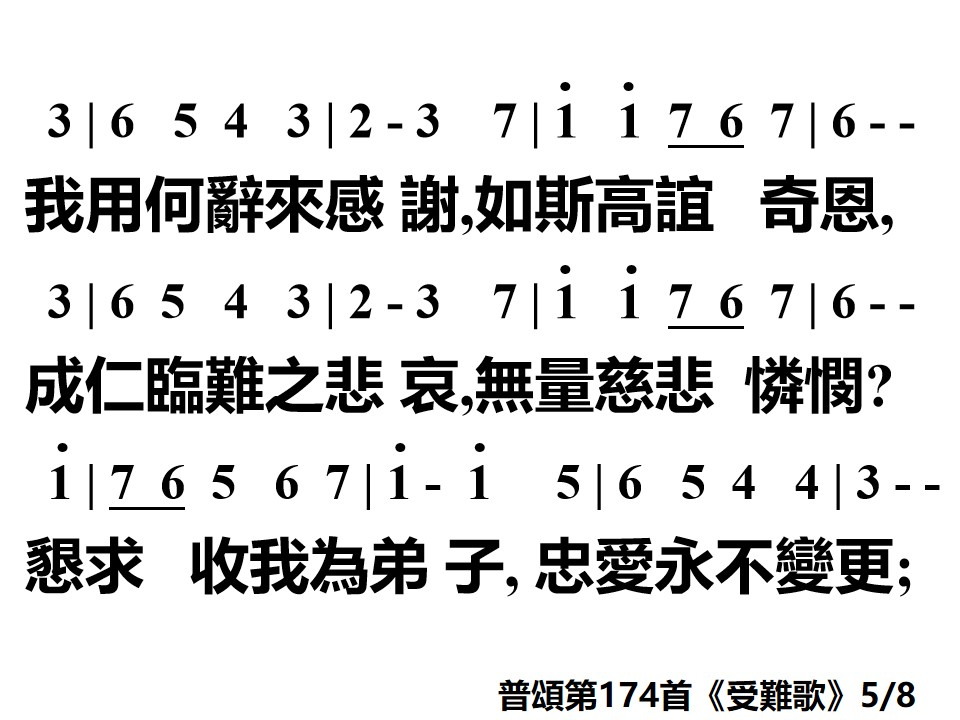 3 | 6 5 4 3 | 2 - 3 7 | i̇ i̇ 7 6 7 | 6 - -
我用何辭來感 謝,如斯高誼 奇恩,
3 | 6 5 4 3 | 2 - 3 7 | 1̇ 1̇ 7 6 7 | 6 - -
成仁臨難之悲 哀,無量慈悲 憐憫?
1̇ | 7 6 5 6 7 | 1̇ - 1̇ 5 | 6 5 4 4 | 3 - -
懇求 收我為弟 子, 忠愛永不變更;
普頌第174首《受難歌》5/8